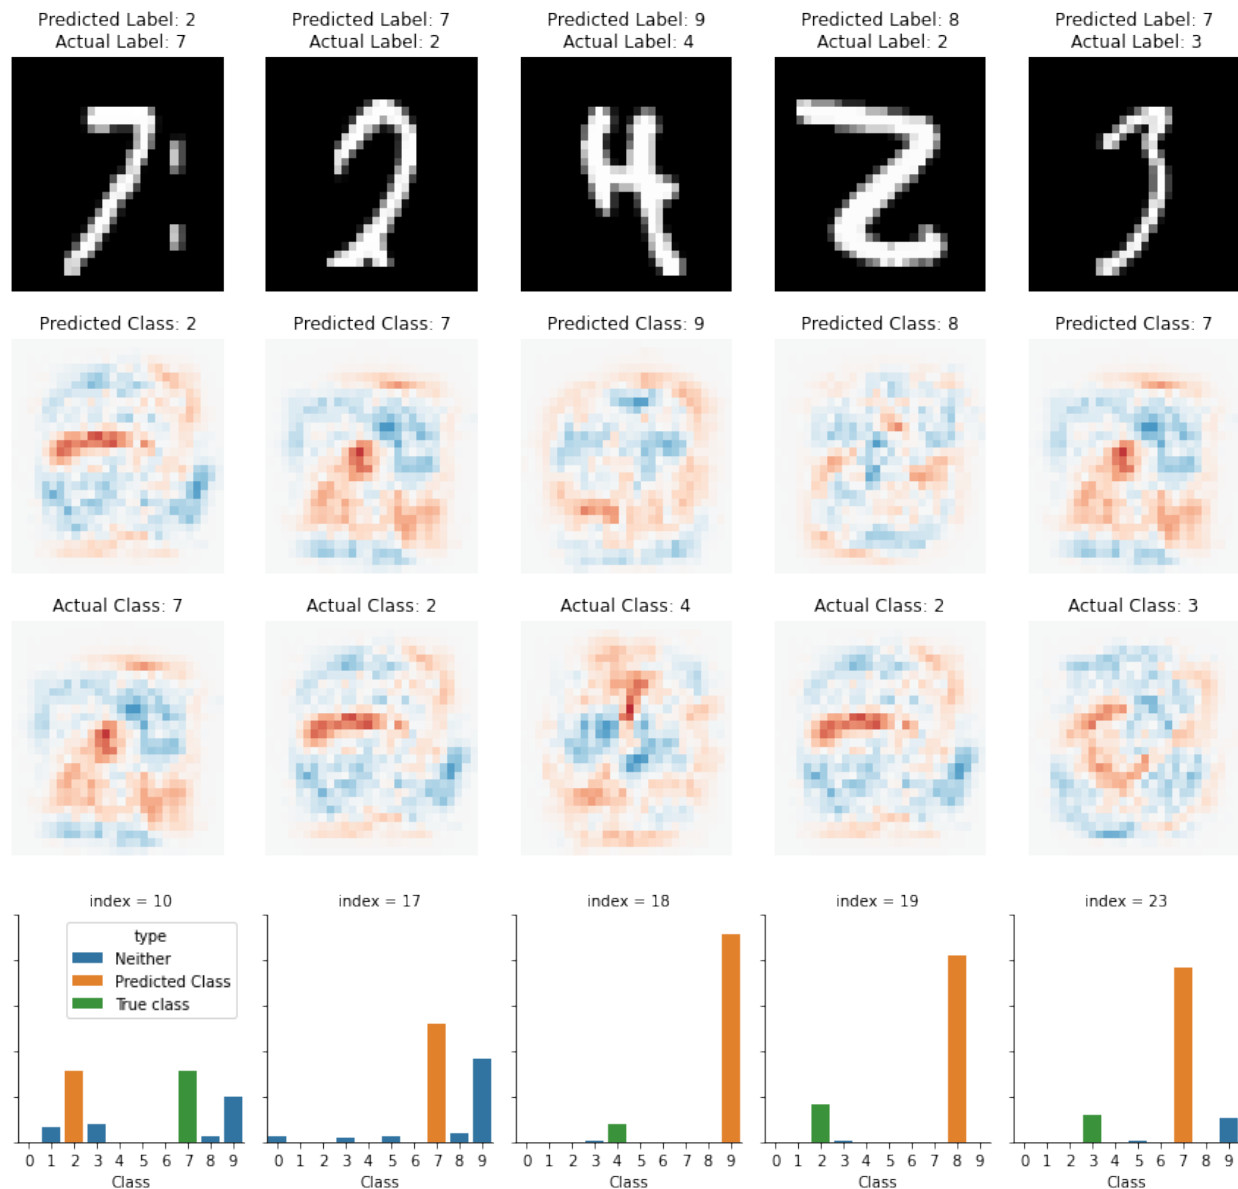 Predicted Label: 2
Actual Label: 7
Predicted Label: 7
Actual Label: 2
Predicted Label: 9
Actual Label: 4
Predicted Label: 8
Actual Label: 2
Predicted Label: 7
Actual Label: 3
7:
2
4
2
3
Predicted Class: 2
Predicted Class: 7
Predicted Class: 9
Predicted Class: 8
Predicted Class: 7
Actual Class: 7
Actual Class: 2
Actual Class: 4
Actual Class: 2
Actual Class: 3
index = 10
type
Neither
Predicted Class
True class
0 1 2 3 4 5 6 7 8 9
Class
index = 17
0 1 2 3 4 5 6 7 8 9
Class
index = 18
0 1 2 3 4 5 6 7 8 9
Class
index = 19
0 1 2 3 4 5 6 7 8 9
Class
index = 23
0 1 2 3 4 5 6 7 8 9
Class